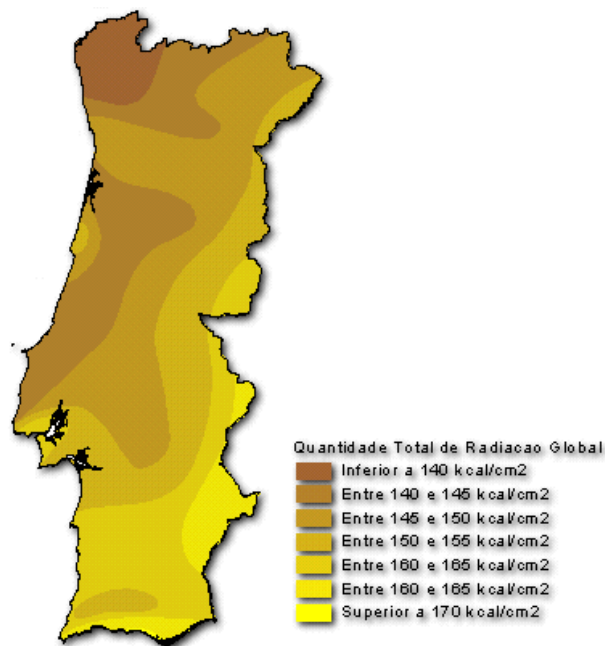 Quantidade Total de Radiacao Global
Inferior a 140 kcal/cm2
Entre 140 e 145 kcal/cm2
Entre 145 e 150 kcal/cm2
Entre 150 e 155 kcal/cm2
Entre 160 e 165 kcal/cm2
Entre 160 e 165 kcal/cm2
Superior a 170 kcal/cm2